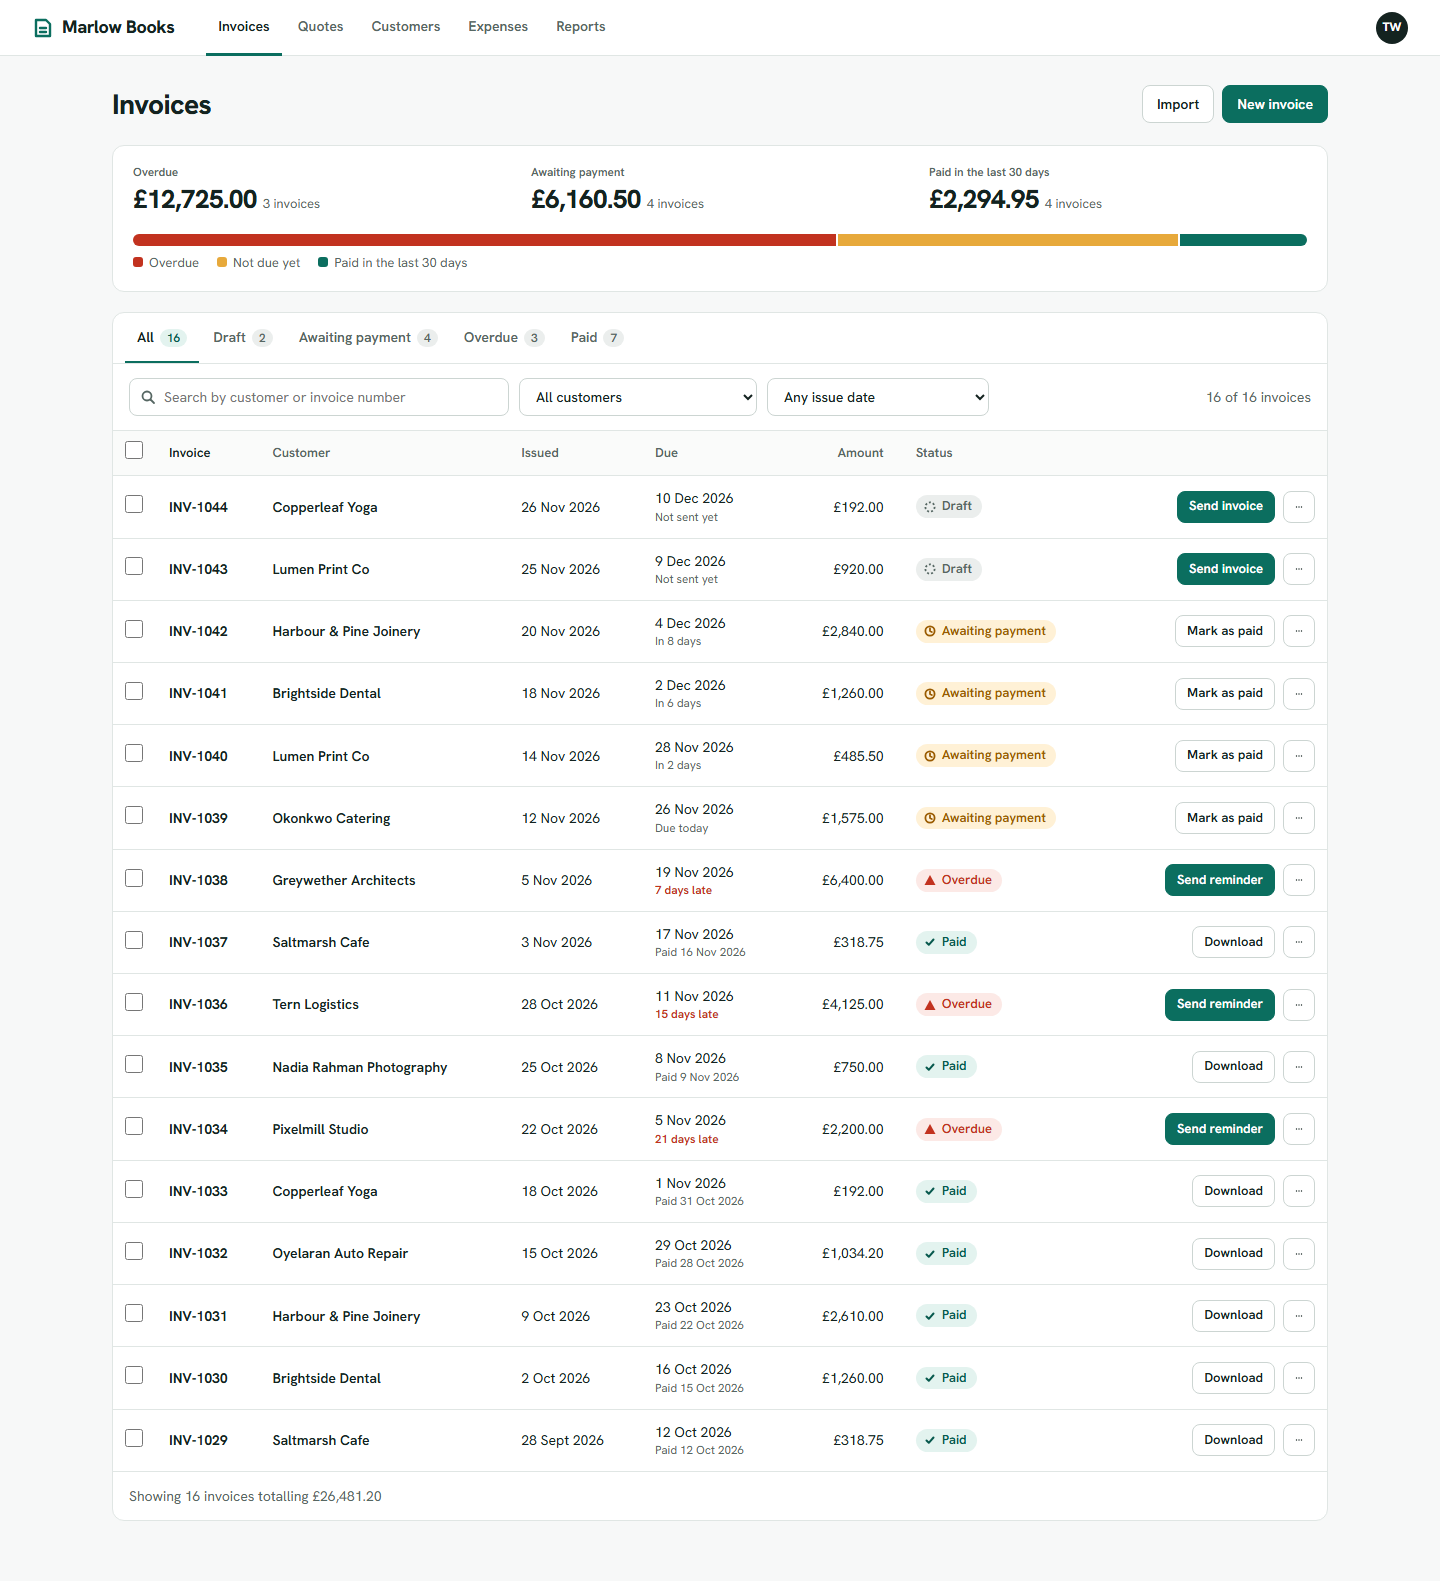 Marlow Books Invoices Quotes Customers Expenses Reports TW
Invoices Import New invoice
Overdue Awaiting payment Paid in the last 30 days
£12,725.00 3 invoices £6,160.50 4 invoices £2,294.95 4 invoices
Overdue Not due yet Paid in the last 30 days
All 16 Draft 2 Awaiting payment 4 Overdue 3 Paid 7
Search by customer or invoice number All customers Any issue date 16 of 16 invoices
Invoice Customer Issued Due Amount Status
INV-1044 Copperleaf Yoga 26 Nov 2026 10 Dec 2026 £192.00 Draft Send invoice ...
Not sent yet
INV-1043 Lumen Print Co 25 Nov 2026 9 Dec 2026 £920.00 Draft Send invoice ...
Not sent yet
INV-1042 Harbour & Pine Joinery 20 Nov 2026 4 Dec 2026 £2,840.00 Awaiting payment Mark as paid ...
In 8 days
INV-1041 Brightside Dental 18 Nov 2026 2 Dec 2026 £1,260.00 Awaiting payment Mark as paid ...
In 6 days
INV-1040 Lumen Print Co 14 Nov 2026 28 Nov 2026 £485.50 Awaiting payment Mark as paid ...
In 2 days
INV-1039 Okonkwo Catering 12 Nov 2026 26 Nov 2026 £1,575.00 Awaiting payment Mark as paid ...
Due today
INV-1038 Greywether Architects 5 Nov 2026 19 Nov 2026 £6,400.00 Overdue Send reminder ...
7 days late
INV-1037 Saltmarsh Cafe 3 Nov 2026 17 Nov 2026 £318.75 Paid Download ...
Paid 16 Nov 2026
INV-1036 Tern Logistics 28 Oct 2026 11 Nov 2026 £4,125.00 Overdue Send reminder ...
15 days late
INV-1035 Nadia Rahman Photography 25 Oct 2026 8 Nov 2026 £750.00 Paid Download ...
Paid 9 Nov 2026
INV-1034 Pixelmill Studio 22 Oct 2026 5 Nov 2026 £2,200.00 Overdue Send reminder ...
21 days late
INV-1033 Copperleaf Yoga 18 Oct 2026 1 Nov 2026 £192.00 Paid Download ...
Paid 31 Oct 2026
INV-1032 Oyelaran Auto Repair 15 Oct 2026 29 Oct 2026 £1,034.20 Paid Download ...
Paid 28 Oct 2026
INV-1031 Harbour & Pine Joinery 9 Oct 2026 23 Oct 2026 £2,610.00 Paid Download ...
Paid 22 Oct 2026
INV-1030 Brightside Dental 2 Oct 2026 16 Oct 2026 £1,260.00 Paid Download ...
Paid 15 Oct 2026
INV-1029 Saltmarsh Cafe 28 Sept 2026 12 Oct 2026 £318.75 Paid Download ...
Paid 12 Oct 2026
Showing 16 invoices totalling £26,481.20